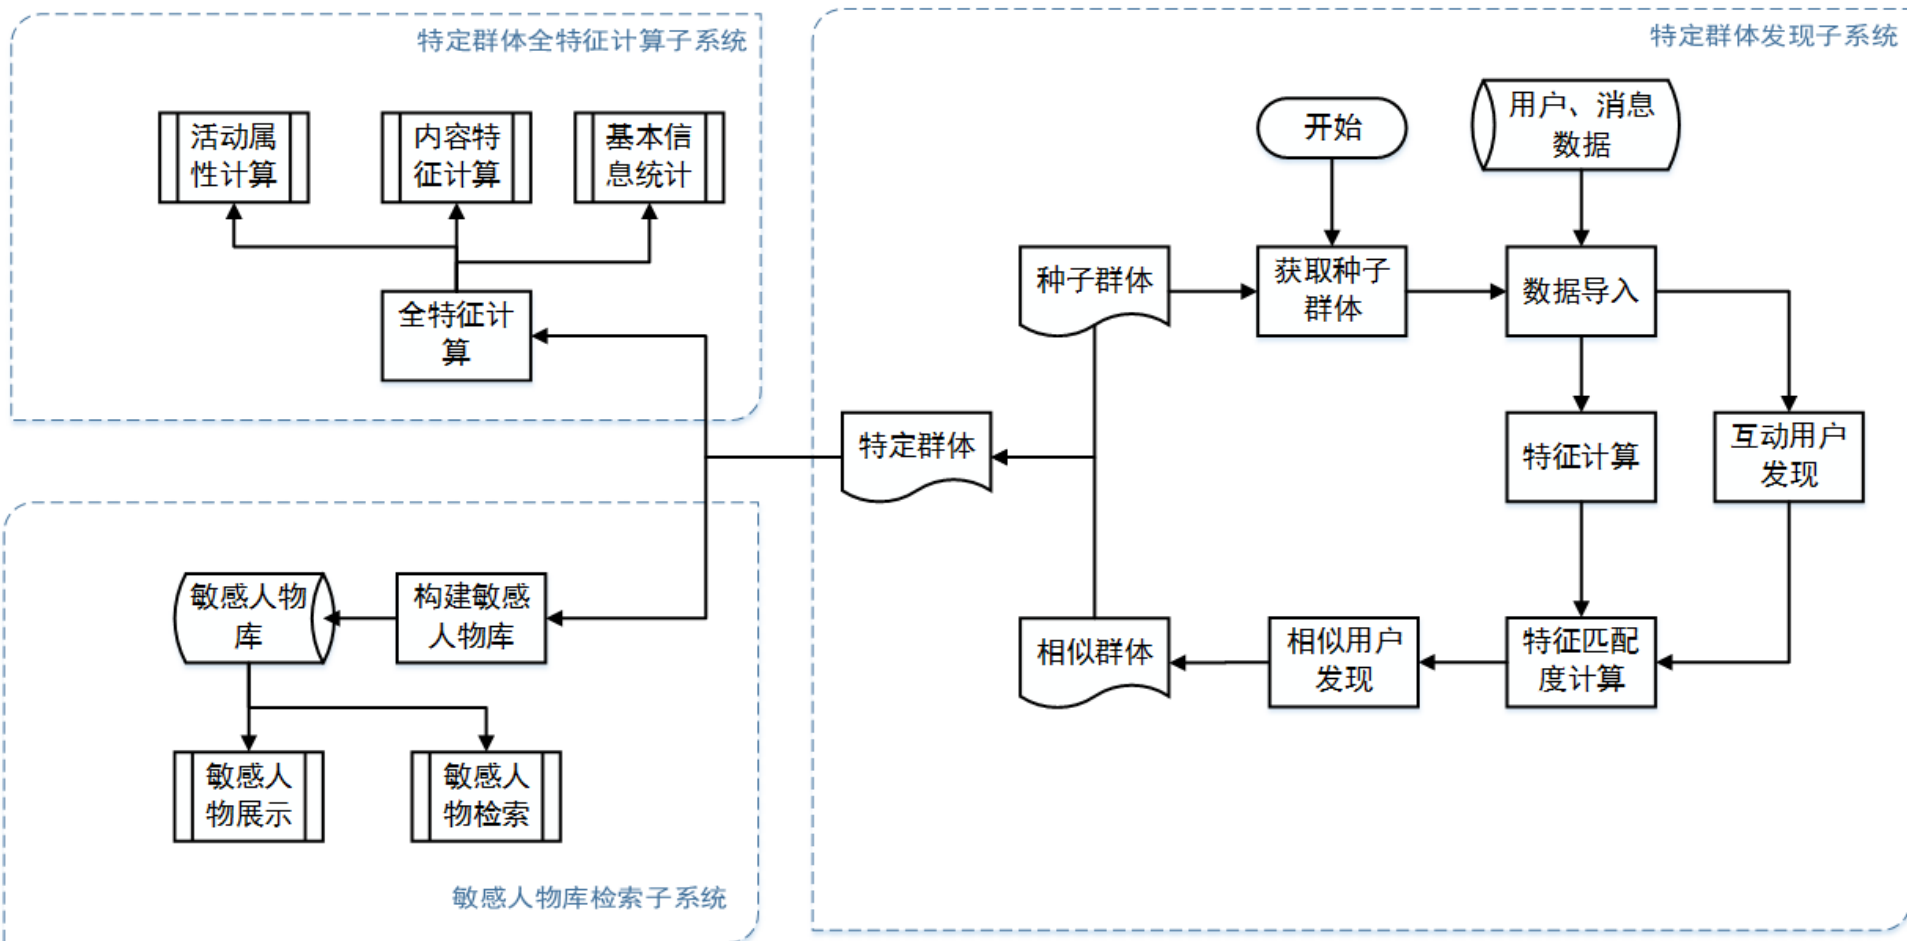 特定群体全特征计算子系统
活动属
性计算
内容特
征计算
基本信
息统计
全特征计
算
特定群体发现子系统
开始
用户、消息
数据
种子群体
获取种子
群体
数据导入
特定群体
特征计算
互动用户
发现
相似群体
相似用户
发现
特征匹配
度计算
敏感人物
库
构建敏感
人物库
敏感人
物展示
敏感人
物检索
敏感人物库检索子系统